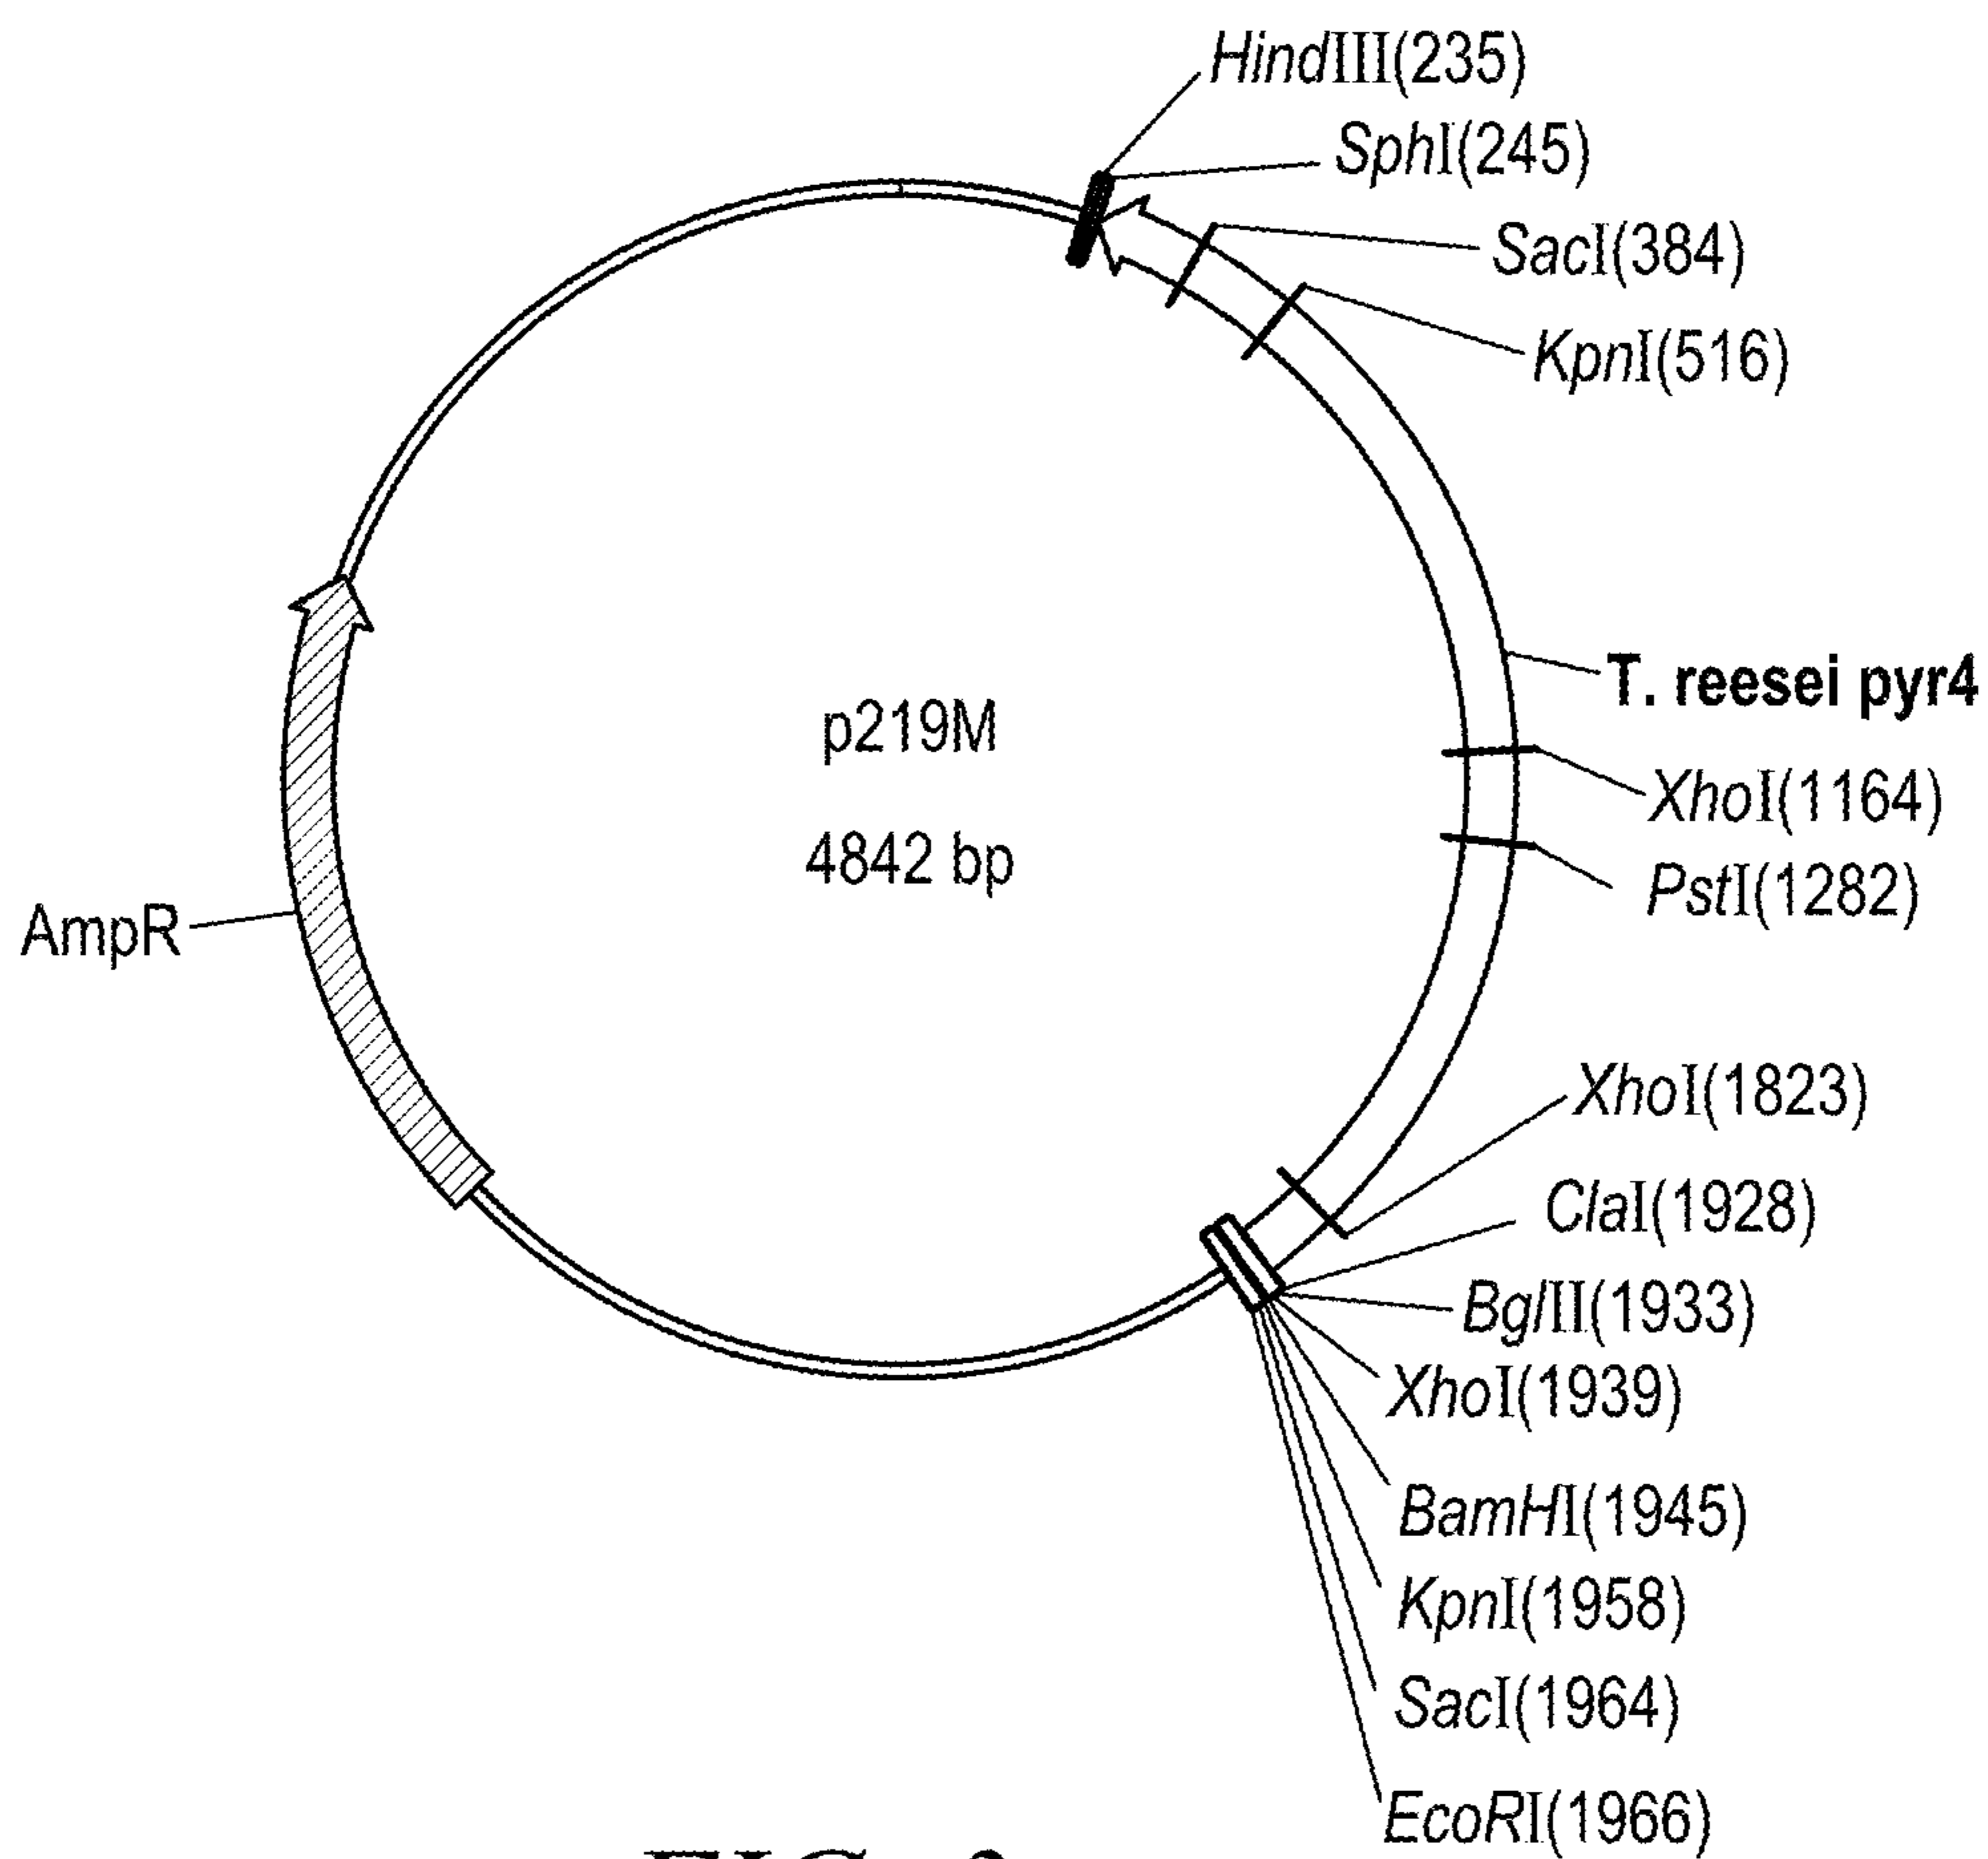 HindIII(235)
SphI(245)
SacI(384)
KpnI(516)
T. reesei pyr4
p219M
XhoI(1164)
4842 bp
PstI(1282)
AmpR
XhoI(1823)
ClaI(1928)
BglII(1933)
XhoI(1939)
BamHI(1945)
KpnI(1958)
SacI(1964)
EcoRI(1966)